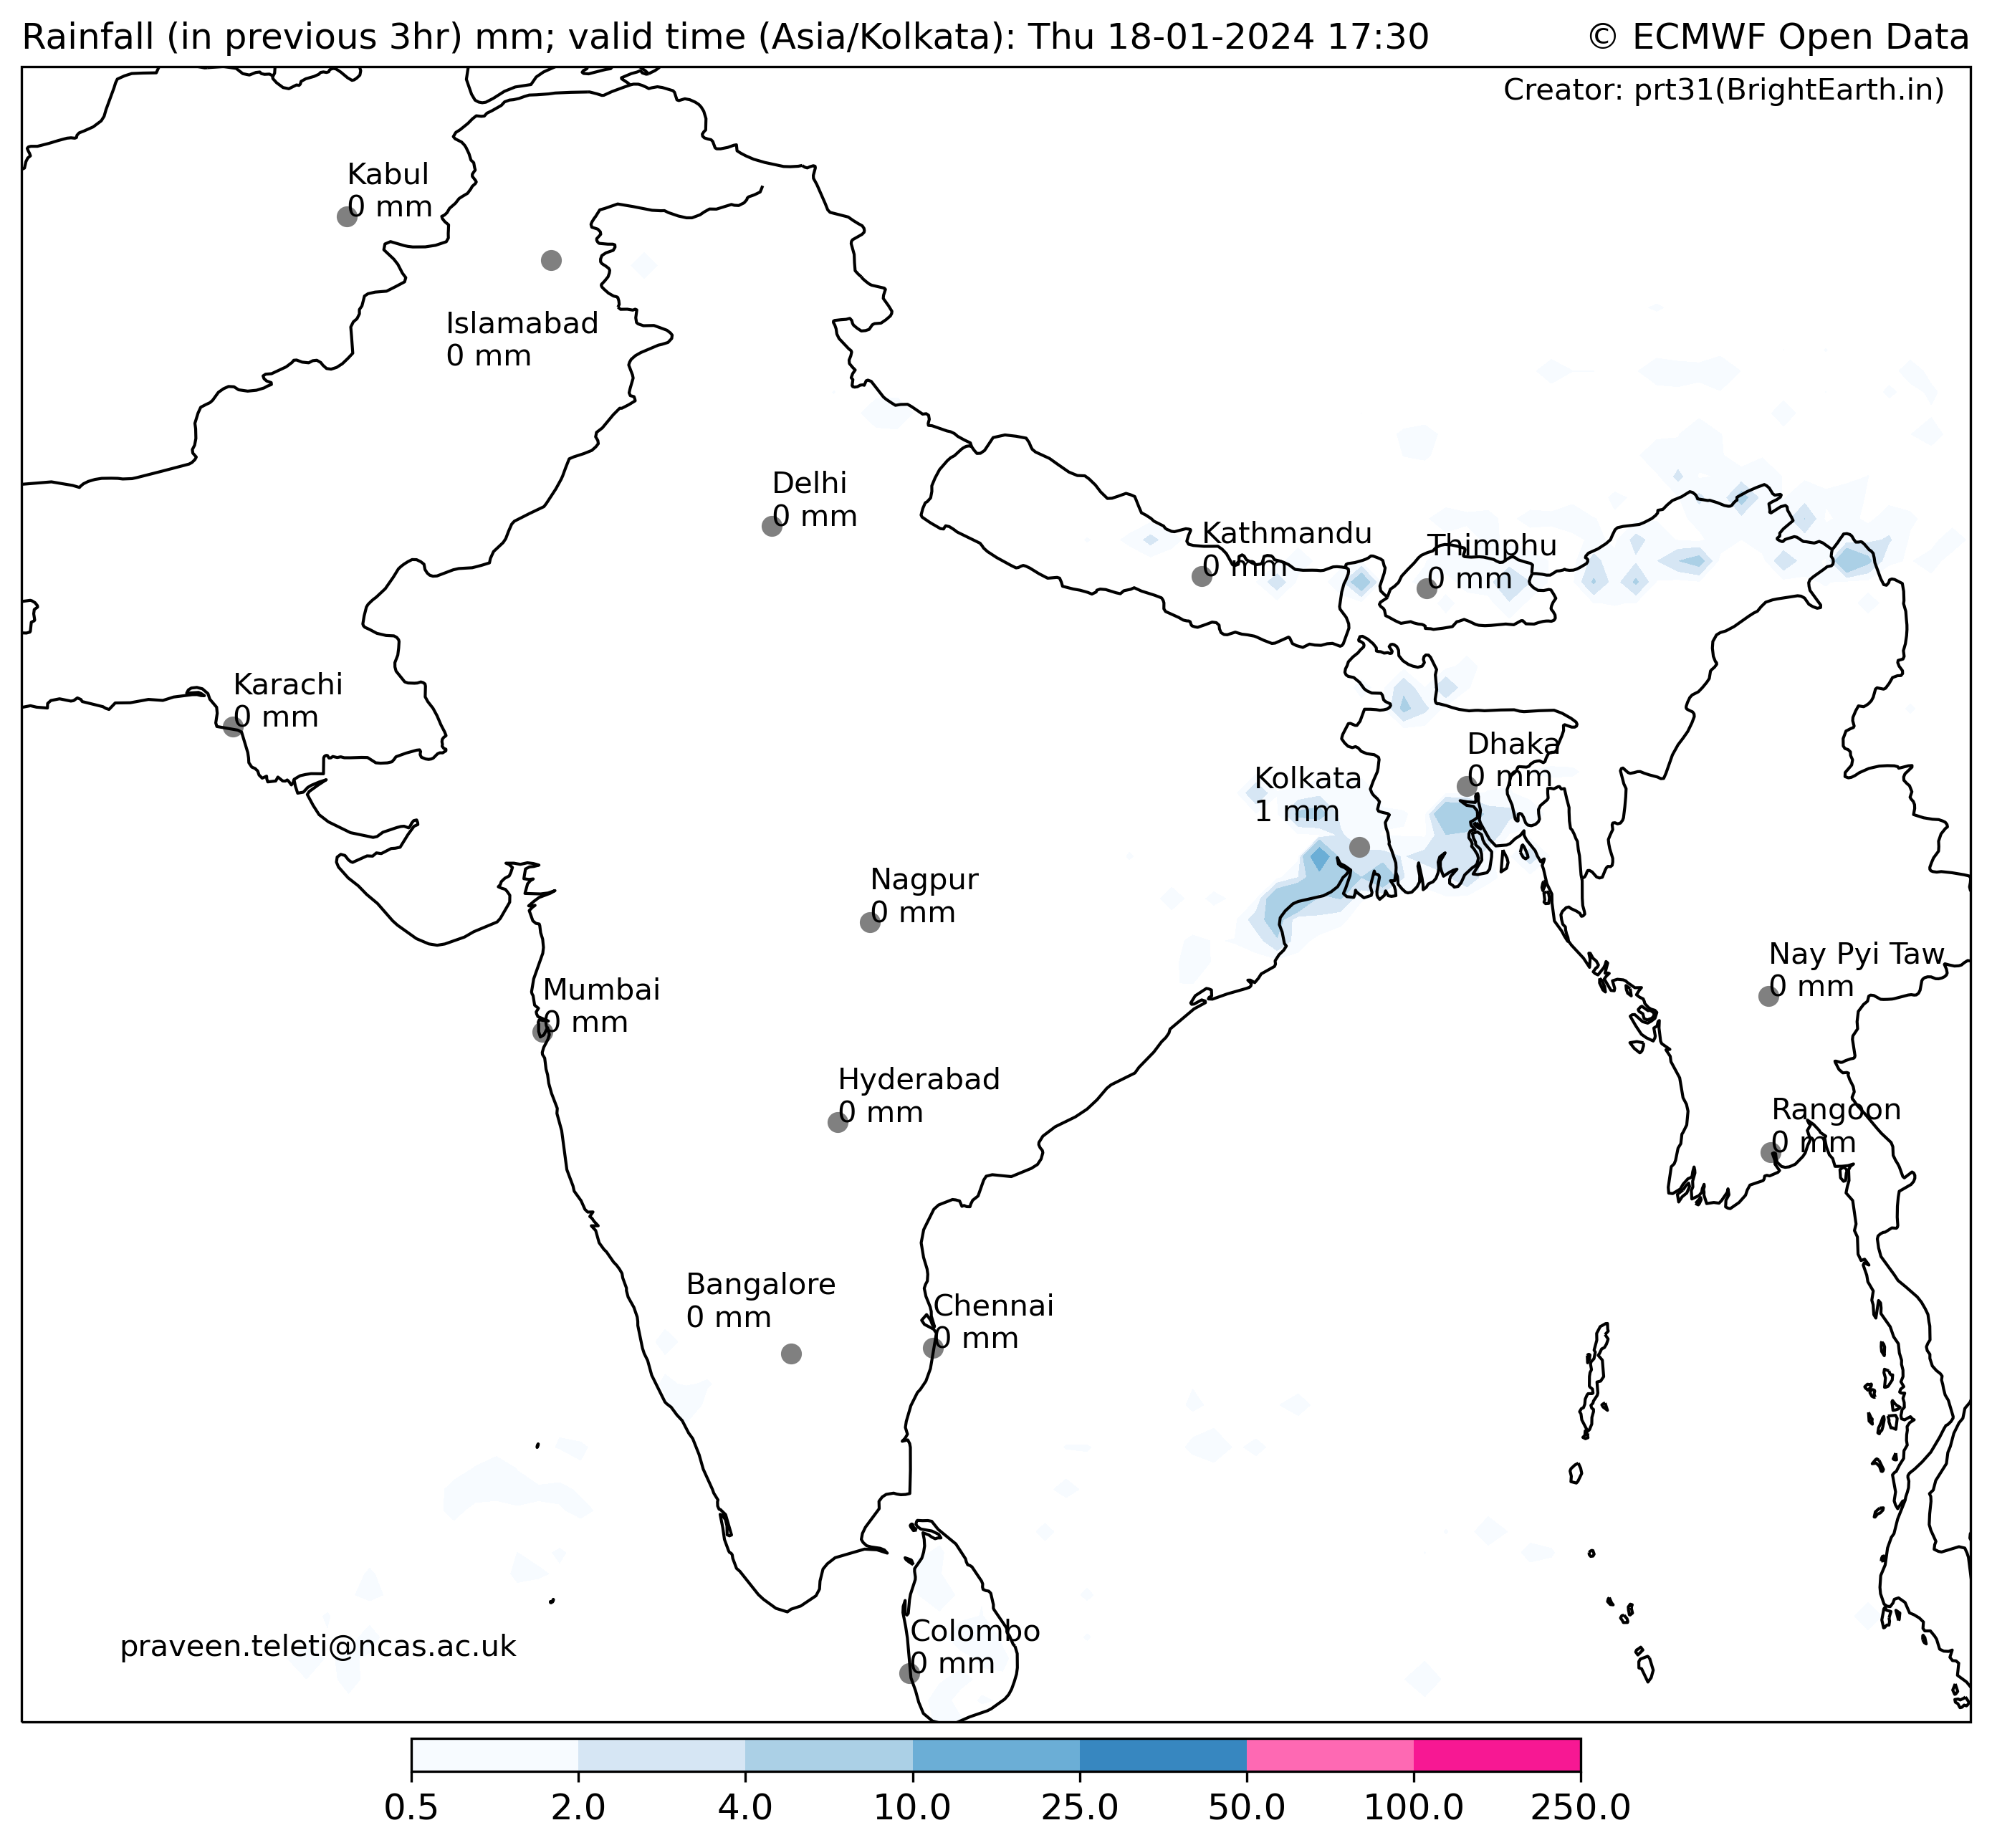 Rainfall (in previous 3hr) mm; valid time (Asia/Kolkata): Thu 18-01-2024 17:30
© ECMWF Open Data
Creator: prt31(BrightEarth.in)
Kabul
0 mm
Islamabad
0 mm
Delhi
0 mm
Kathmandu
0 mm
Thimphu
0 mm
Karachi
0 mm
Dhaka
0 mm
Kolkata
1 mm
Nagpur
0 mm
Nay Pyi Taw
0 mm
Mumbai
0 mm
Hyderabad
0 mm
Rangoon
0 mm
Bangalore
0 mm
Chennai
0 mm
Colombo
0 mm
praveen.teleti@ncas.ac.uk
0.5 2.0 4.0 10.0 25.0 50.0 100.0 250.0